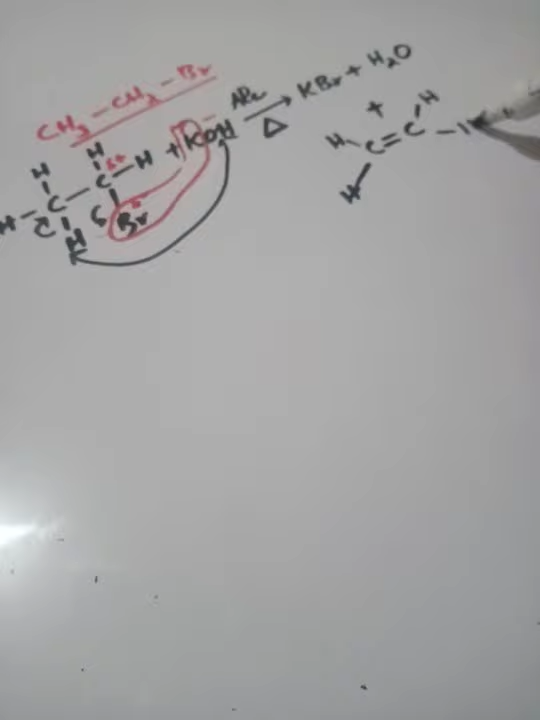 CH₃ – CH₂ – Br
H H
H – C – C – H + KOH Alc → Δ KBr + H₂O
δ+
H Br
+
H H
C = C –
H